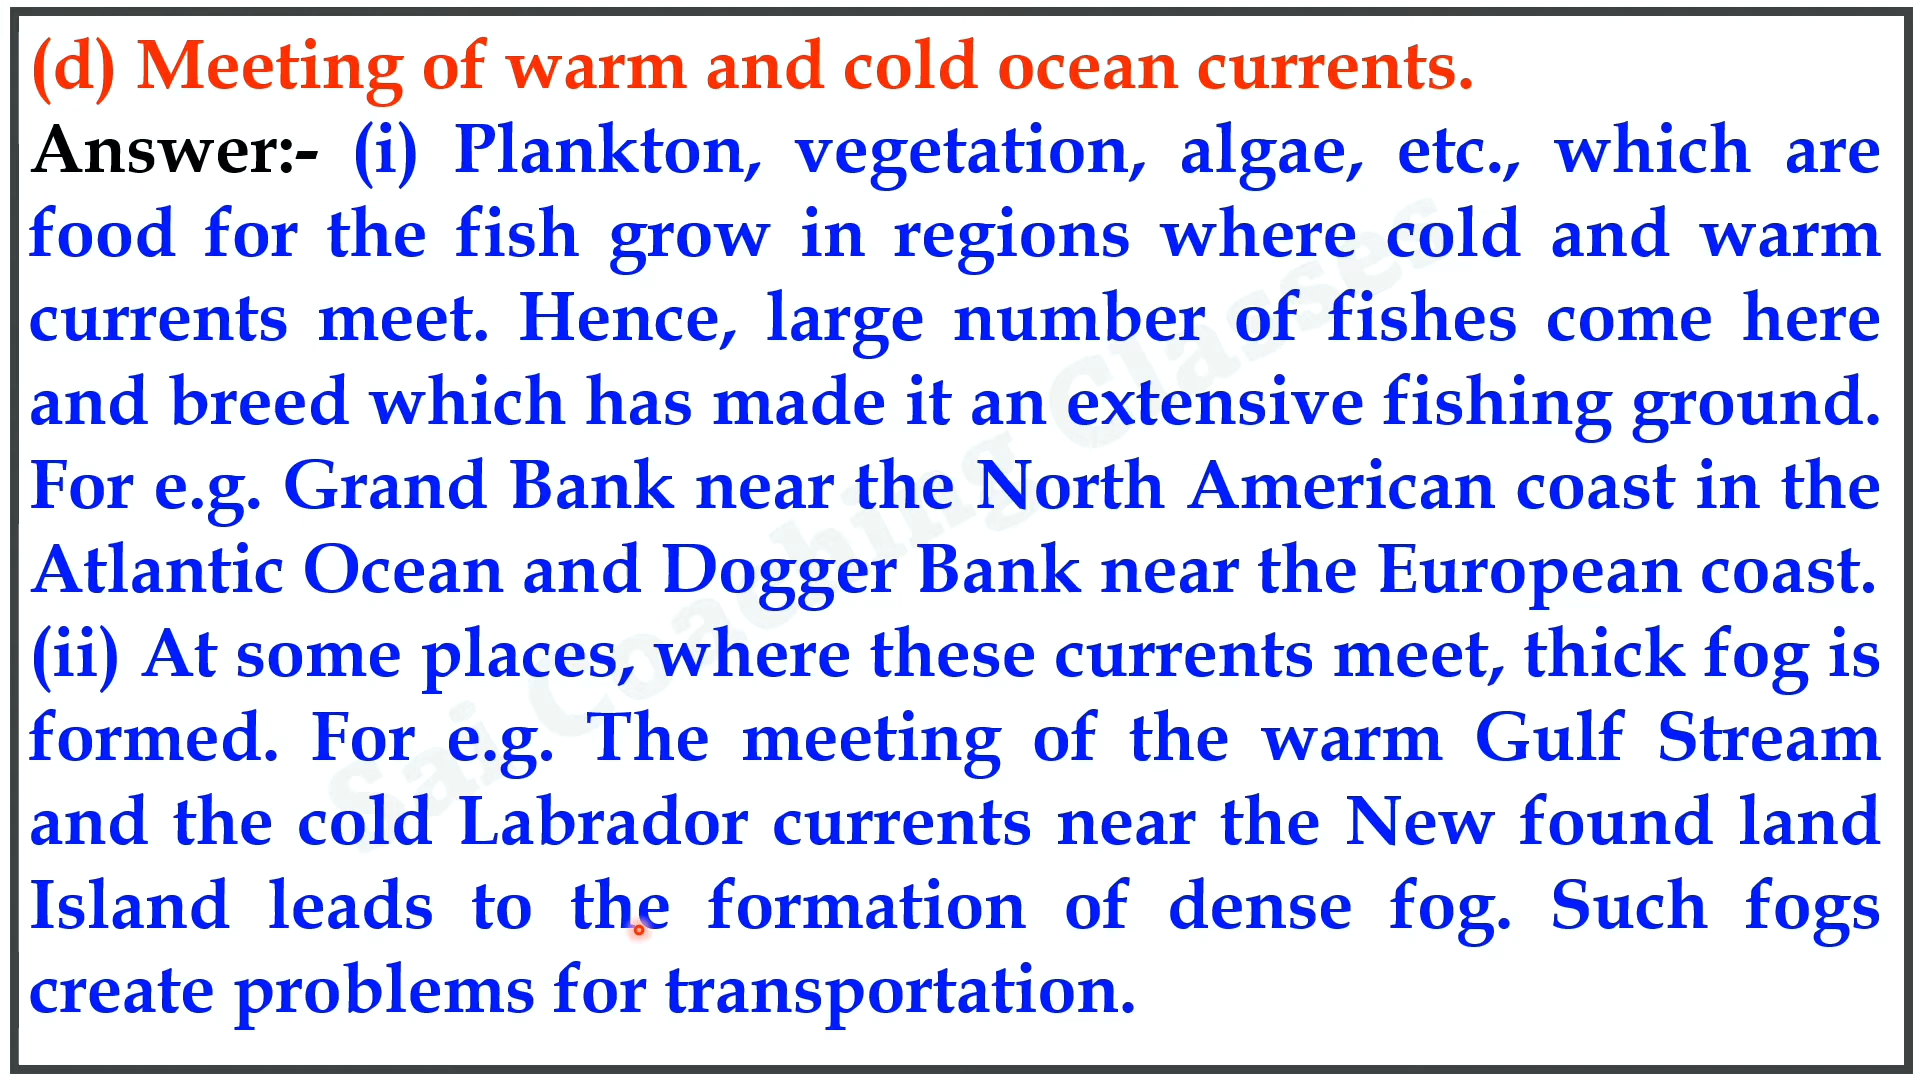 (d) Meeting of warm and cold ocean currents.
Answer:- (i) Plankton, vegetation, algae, etc., which are
food for the fish grow in regions where cold and warm
currents meet. Hence, large number of fishes come here
and breed which has made it an extensive fishing ground.
For e.g. Grand Bank near the North American coast in the
Atlantic Ocean and Dogger Bank near the European coast.
(ii) At some places, where these currents meet, thick fog is
formed. For e.g. The meeting of the warm Gulf Stream
and the cold Labrador currents near the New found land
Island leads to the formation of dense fog. Such fogs
create problems for transportation.
Sai Coaching Classes